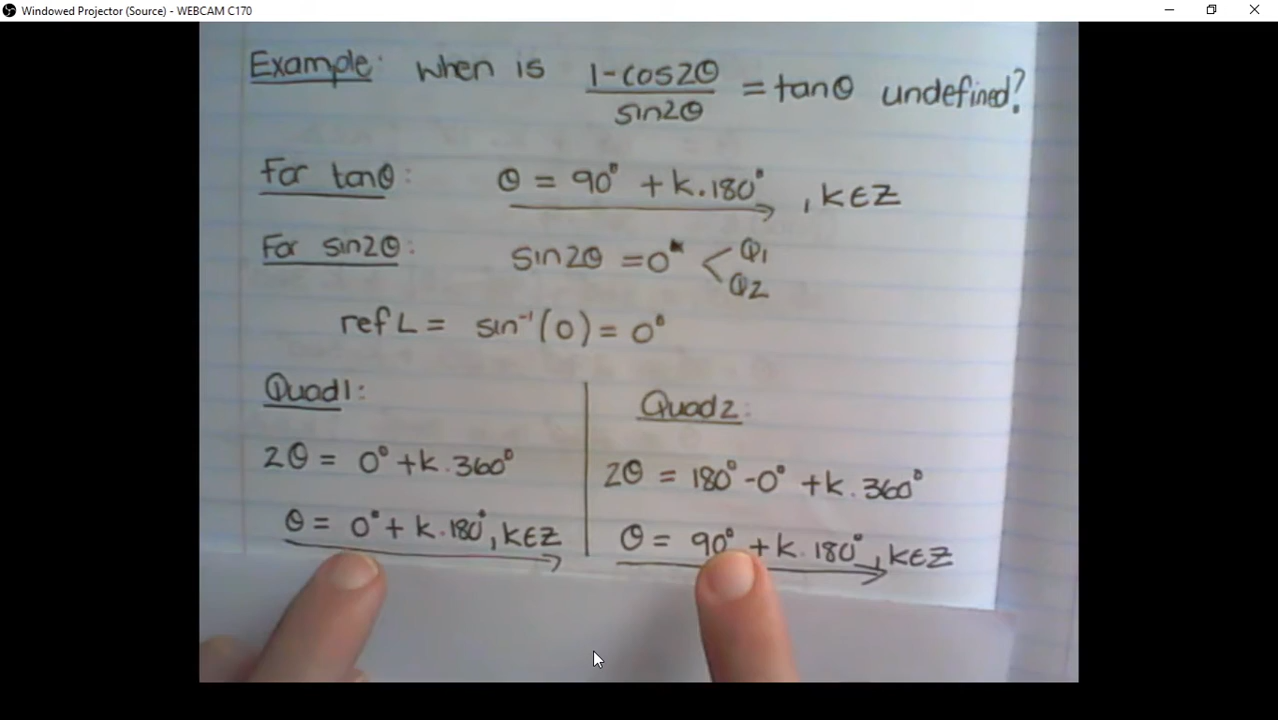 Windowed Projector (Source) - WEBCAM C170
Example: when is (1-cos2θ)/(sin2θ) = tanθ undefined?
For tanθ: θ = 90° + k.180°, k∈Z
For sin2θ: sin2θ = 0 < Q1
Q2
ref∠ = sin⁻¹(0) = 0°
Quad1:
2θ = 0° + k.360°
θ = 0° + k.180°, k∈Z
Quad2:
2θ = 180° - 0° + k.360°
θ = 90° + k.180°, k∈Z